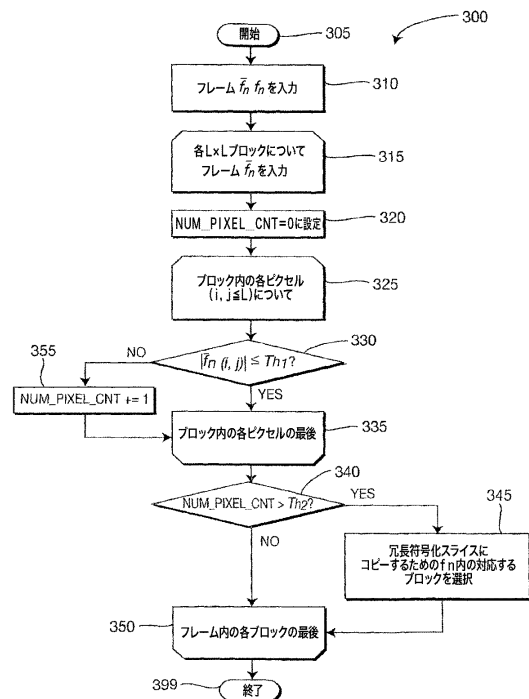 300
開始
305
フレーム f̄n fn を入力
310
各L×Lブロックについて
フレーム f̄n を入力
315
NUM_PIXEL_CNT=0に設定
320
ブロック内の各ピクセル
(i, j≦L)について
325
|f̄n (i, j)| ≤ Th1?
330
NO
YES
355
NUM_PIXEL_CNT += 1
ブロック内の各ピクセルの最後
335
NUM_PIXEL_CNT > Th2?
340
YES
NO
345
冗長符号化スライスに
コピーするためのfn内の対応する
ブロックを選択
350
フレーム内の各ブロックの最後
399
終了